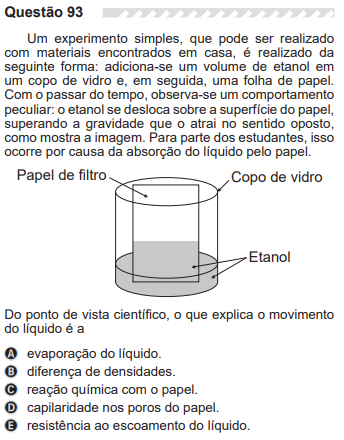 Questão 93
Um experimento simples, que pode ser realizado
com materiais encontrados em casa, é realizado da
seguinte forma: adiciona-se um volume de etanol em
um copo de vidro e, em seguida, uma folha de papel.
Com o passar do tempo, observa-se um comportamento
peculiar: o etanol se desloca sobre a superfície do papel,
superando a gravidade que o atrai no sentido oposto,
como mostra a imagem. Para parte dos estudantes, isso
ocorre por causa da absorção do líquido pelo papel.
Papel de filtro
Copo de vidro
Etanol
Do ponto de vista científico, o que explica o movimento
do líquido é a
A evaporação do líquido.
B diferença de densidades.
C reação química com o papel.
D capilaridade nos poros do papel.
E resistência ao escoamento do líquido.